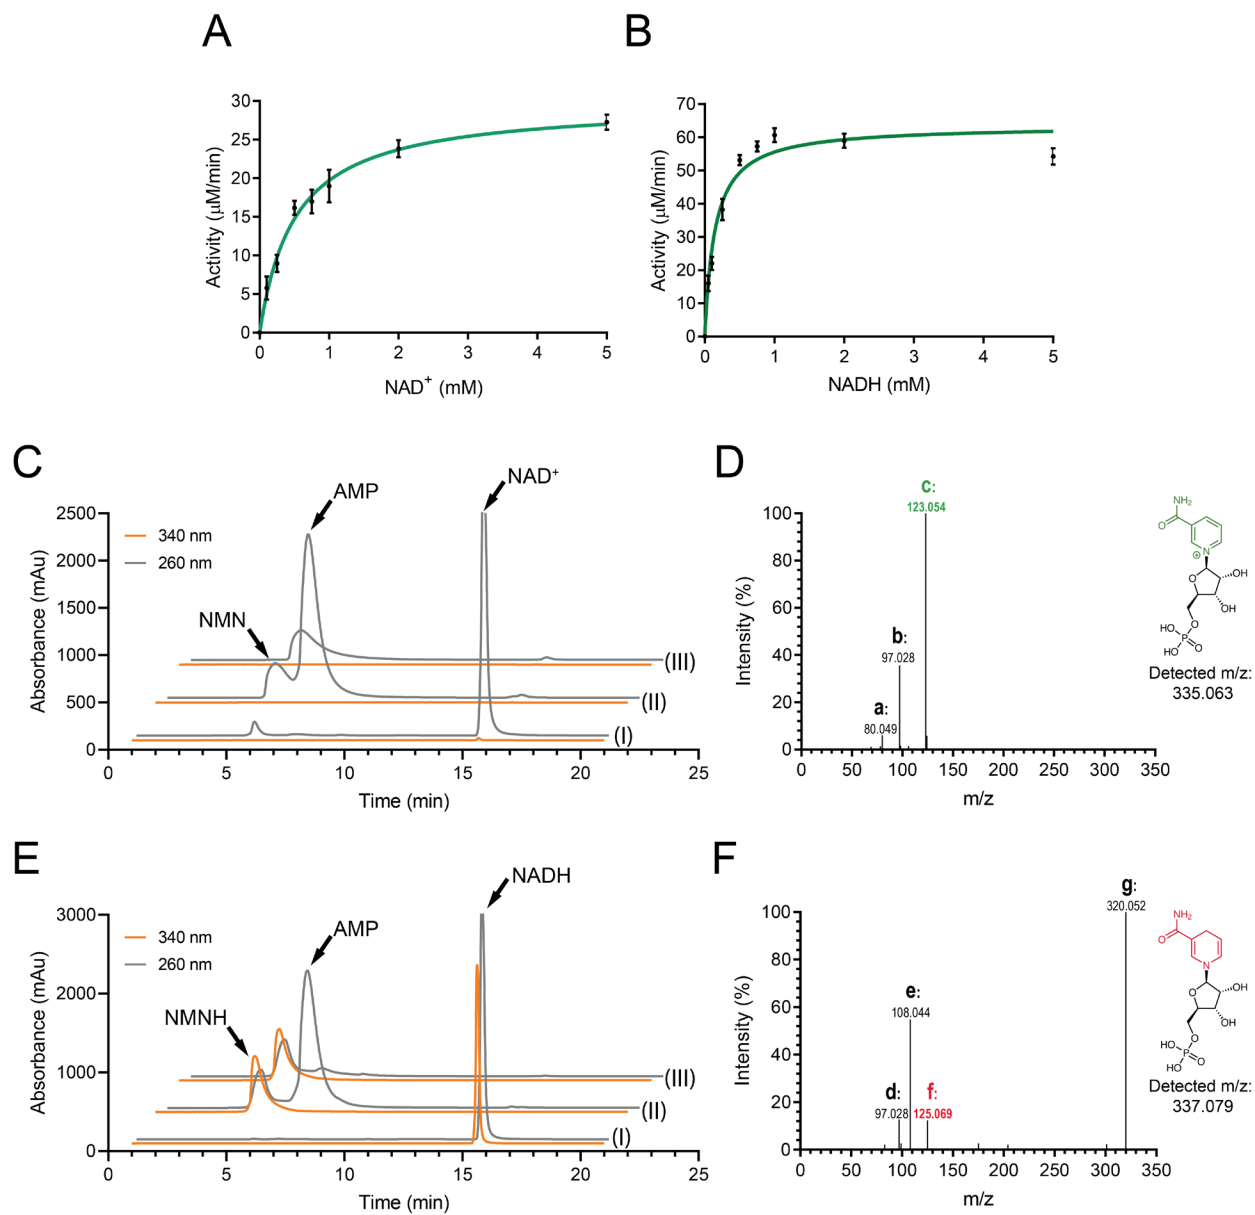 A
B
30
25
20
15
10
5
0
Activity (μM/min)
0 1 2 3 4 5
NAD+ (mM)
70
60
50
40
30
20
10
0
Activity (μM/min)
0 1 2 3 4 5
NADH (mM)
C
2500
2000
1500
1000
500
0
Absorbance (mAu)
340 nm
260 nm
NMN
AMP
NAD+
(III)
(II)
(I)
0 5 10 15 20 25
Time (min)
D
100
80
60
40
20
0
Intensity (%)
a:
80.049
b:
97.028
c:
123.054
0 50 100 150 200 250 300 350
m/z
NH2
O
N
⊕
O
OH
OH
O
HO
P
O
HO
Detected m/z:
335.063
E
3000
2000
1000
0
Absorbance (mAu)
340 nm
260 nm
NMNH
AMP
NADH
(III)
(II)
(I)
0 5 10 15 20 25
Time (min)
F
100
80
60
40
20
0
Intensity (%)
d:
97.028
e:
108.044
f:
125.069
g:
320.052
0 50 100 150 200 250 300 350
m/z
NH2
O
N
O
OH
OH
O
HO
P
O
HO
Detected m/z:
337.079